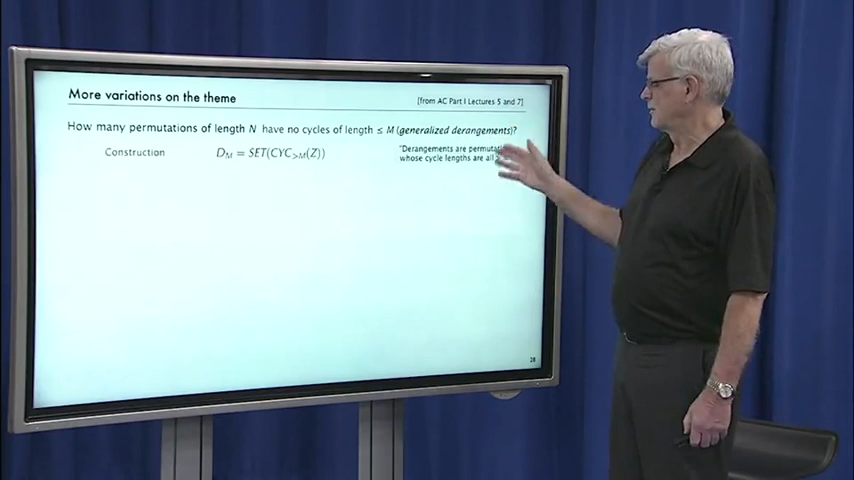 More variations on the theme
[from AC Part I Lectures 5 and 7]
How many permutations of length N have no cycles of length ≤ M (generalized derangements)?
Construction D_M = SET(CYC_{>M}(Z))
"Derangements are
whose cycle lengths are all
28